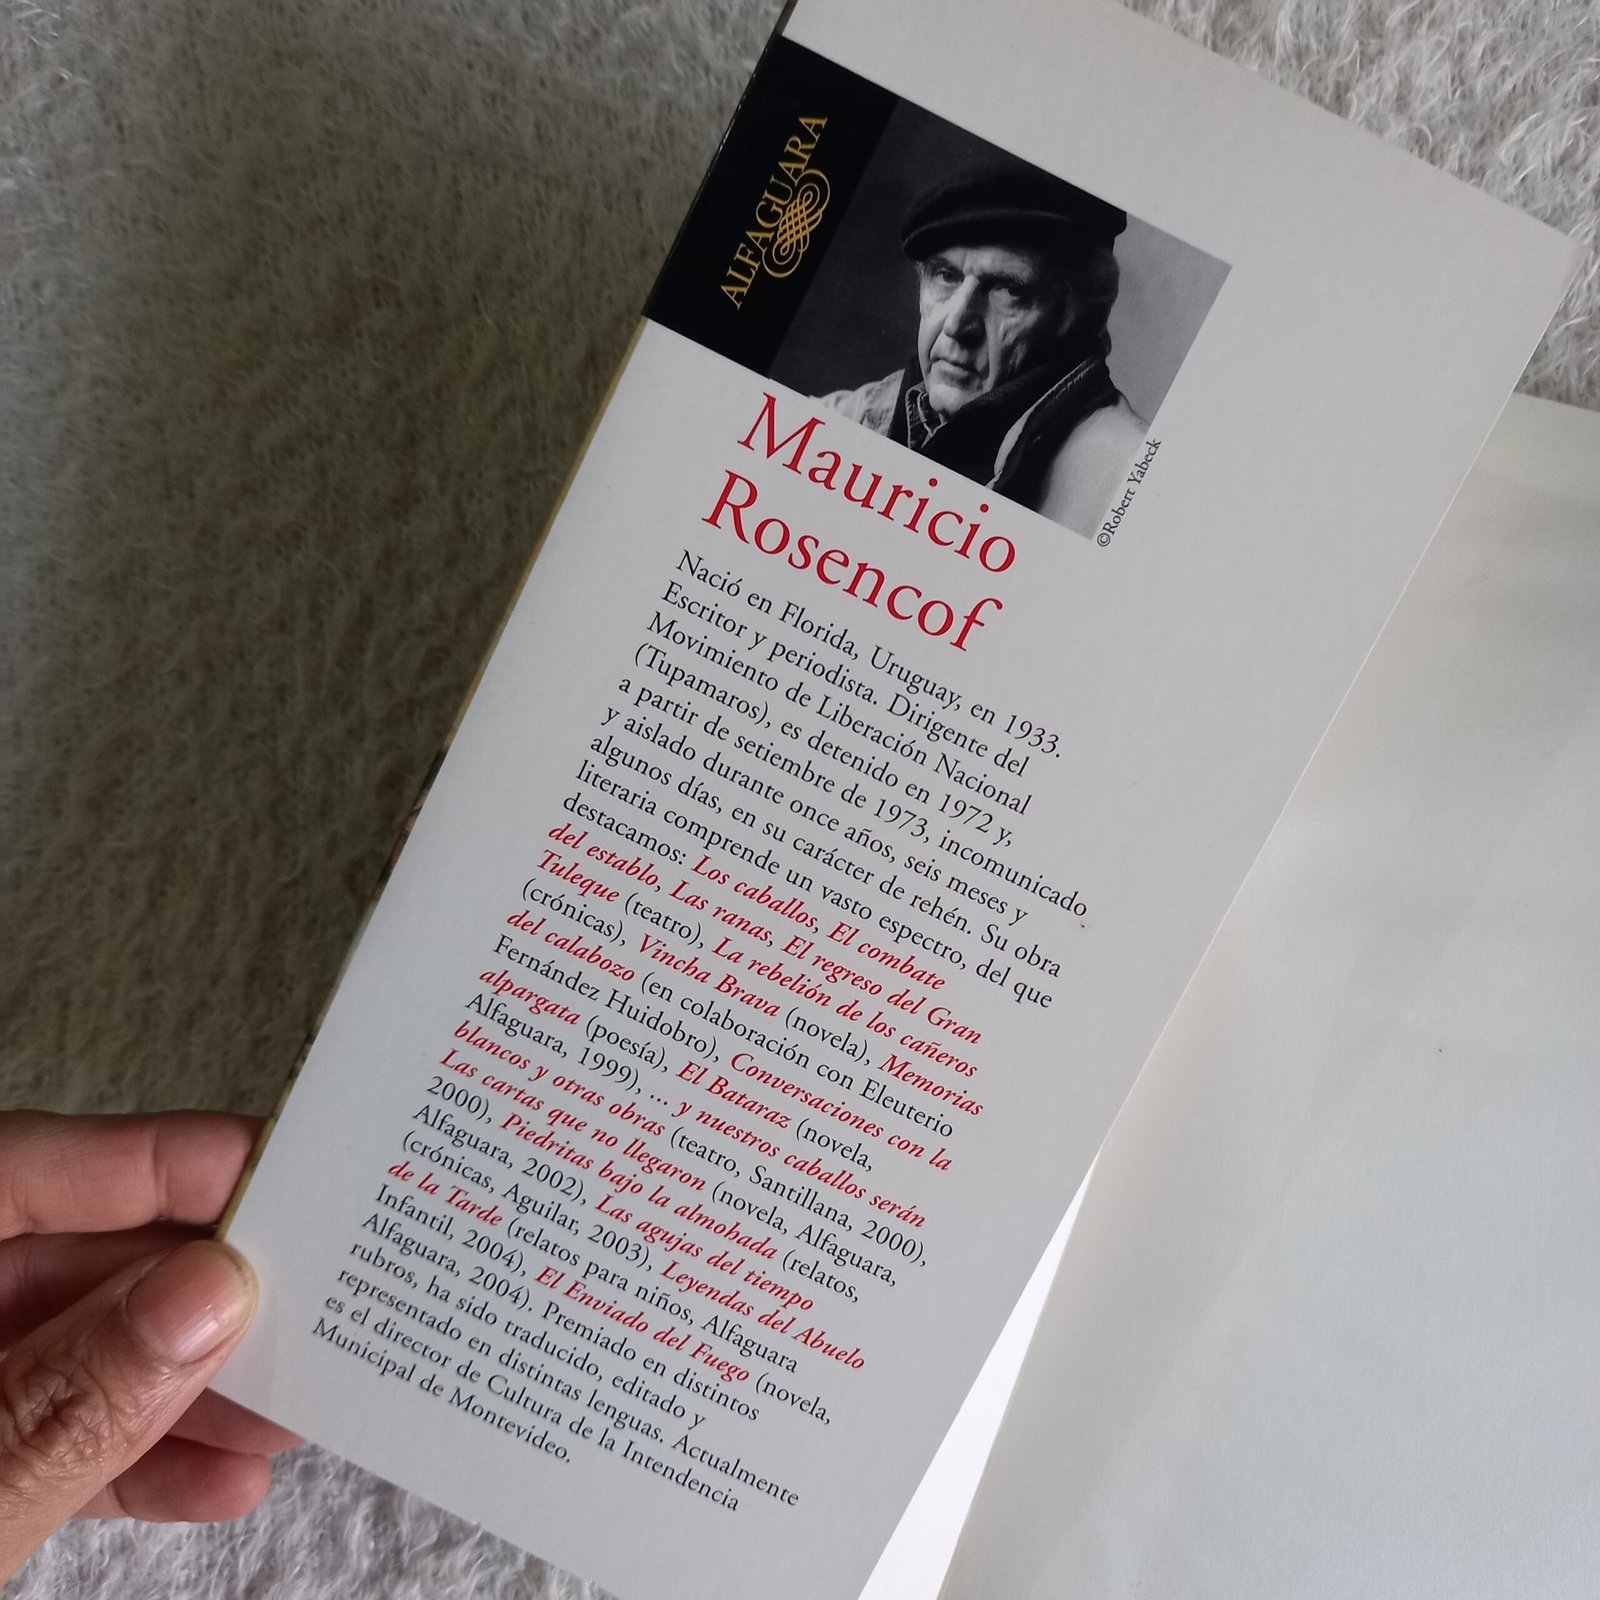 ALFAGUARA
©Robert Yabeck
Mauricio
Rosencof
Nació en Florida, Uruguay, en 1933.
Escritor y periodista. Dirigente del
Movimiento de Liberación Nacional
(Tupamaros), es detenido en 1972 y,
a partir de setiembre de 1973, incomunicado
y aislado durante once años, seis meses y
algunos días, en su carácter de rehén. Su obra
literaria comprende un vasto espectro, del que
destacamos: Los caballos, El combate
del establo, Las ranas, El regreso del Gran
Tuleque (teatro), La rebelión de los cañeros
(crónicas), Vincha Brava (novela), Memorias
del calabozo (en colaboración con Eleuterio
Fernández Huidobro), Conversaciones con la
alpargata (poesía), El Bataraz (novela,
Alfaguara, 1999), ... y nuestros caballos serán
blancos y otras obras (teatro, Santillana, 2000),
Las cartas que no llegaron (novela, Alfaguara,
2000), Piedritas bajo la almohada (relatos,
Alfaguara, 2002), Las agujas del tiempo
(crónicas, Aguilar, 2003), Leyendas del Abuelo
de la Tarde (relatos para niños, Alfaguara
Infantil, 2004), El Enviado del Fuego (novela,
Alfaguara, 2004). Premiado en distintos
rubros, ha sido traducido, editado y
representado en distintas lenguas. Actualmente
es el director de Cultura de la Intendencia
Municipal de Montevideo.